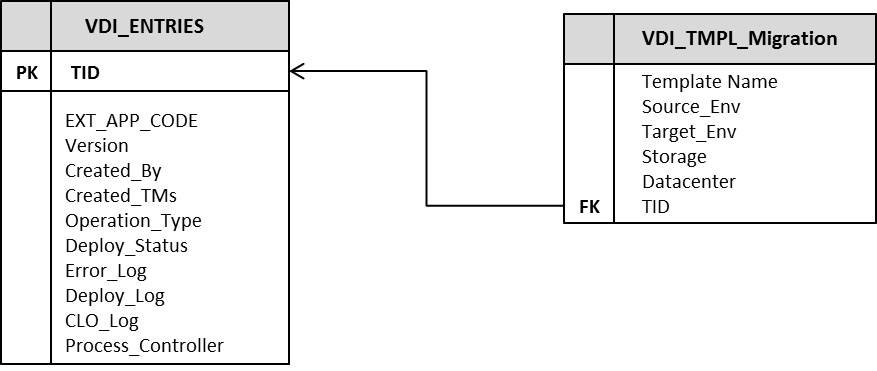 VDI_ENTRIES
PK TID
EXT_APP_CODE
Version
Created_By
Created_TMs
Operation_Type
Deploy_Status
Error_Log
Deploy_Log
CLO_Log
Process_Controller
VDI_TMPL_Migration
Template Name
Source_Env
Target_Env
Storage
Datacenter
FK TID